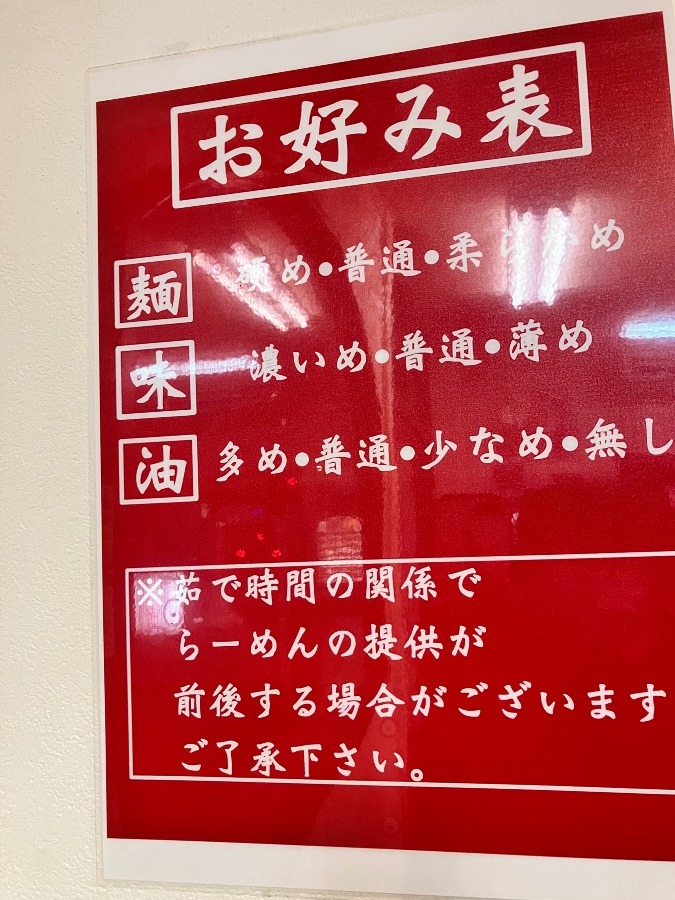 お好み表
麺 硬め•普通•柔らかめ
味 濃いめ•普通•薄め
油 多め•普通•少なめ•無し
※茹で時間の関係で
らーめんの提供が
前後する場合がございます
ご了承下さい。